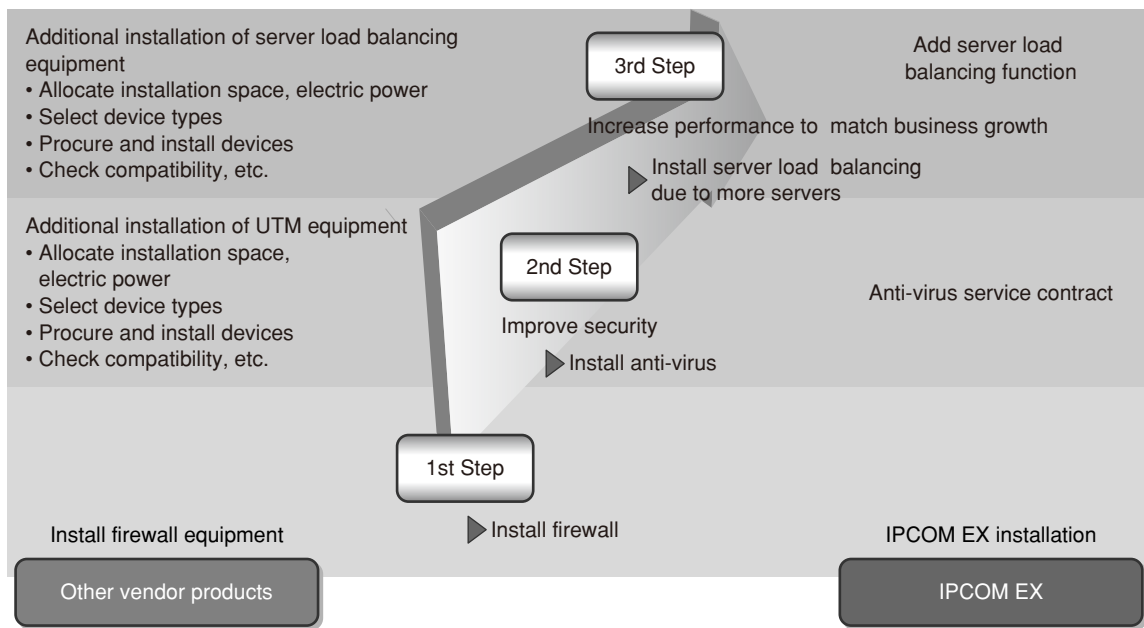 Additional installation of server load balancing
equipment
• Allocate installation space, electric power
• Select device types
• Procure and install devices
• Check compatibility, etc.
3rd Step
Add server load
balancing function
Increase performance to match business growth
Install server load balancing
due to more servers
Additional installation of UTM equipment
• Allocate installation space,
electric power
• Select device types
• Procure and install devices
• Check compatibility, etc.
2nd Step
Improve security
Install anti-virus
Anti-virus service contract
1st Step
Install firewall
Install firewall equipment
IPCOM EX installation
Other vendor products
IPCOM EX